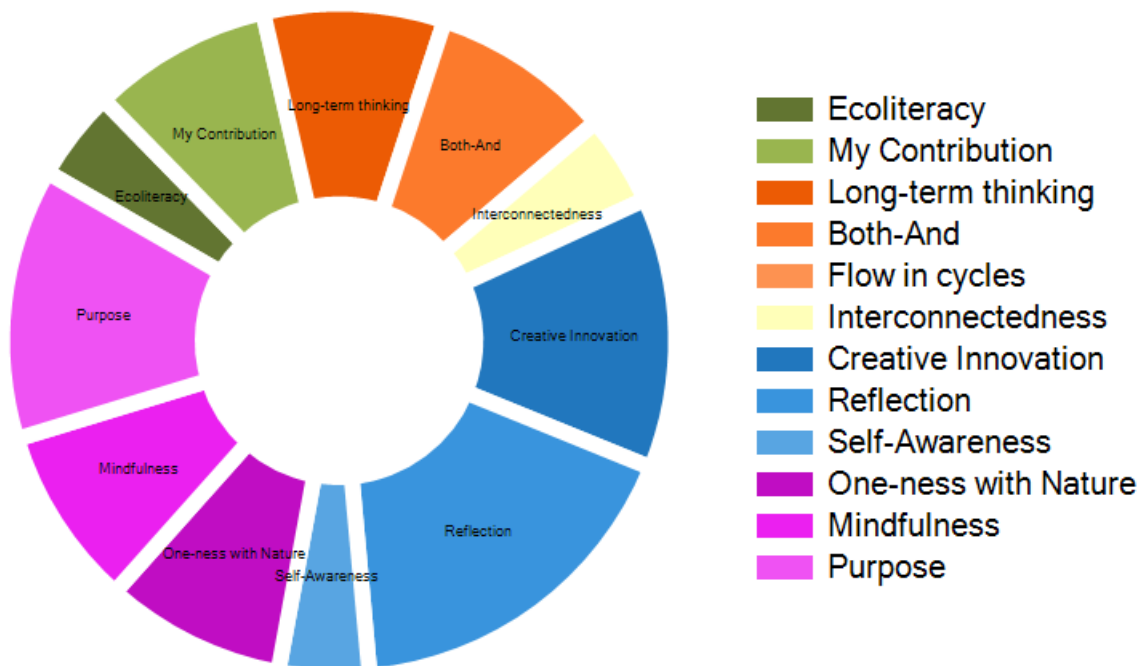 Long-term thinking
My Contribution
Both-And
Ecoliteracy
Interconnectedness
Purpose
Creative Innovation
Mindfulness
Reflection
One-ness with Nature
Self-Awareness
Ecoliteracy
My Contribution
Long-term thinking
Both-And
Flow in cycles
Interconnectedness
Creative Innovation
Reflection
Self-Awareness
One-ness with Nature
Mindfulness
Purpose